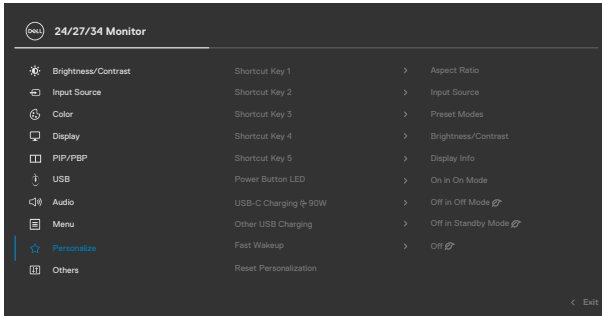 DELL 24/27/34 Monitor
Brightness/Contrast Shortcut Key 1 > Aspect Ratio
Input Source Shortcut Key 2 > Input Source
Color Shortcut Key 3 > Preset Modes
Display Shortcut Key 4 > Brightness/Contrast
PIP/PBP Shortcut Key 5 > Display Info
USB Power Button LED > On in On Mode
Audio USB-C Charging 90W > Off in Off Mode
Menu Other USB Charging > Off in Standby Mode
Personalize Fast Wakeup > Off
Others Reset Personalization
< Exit